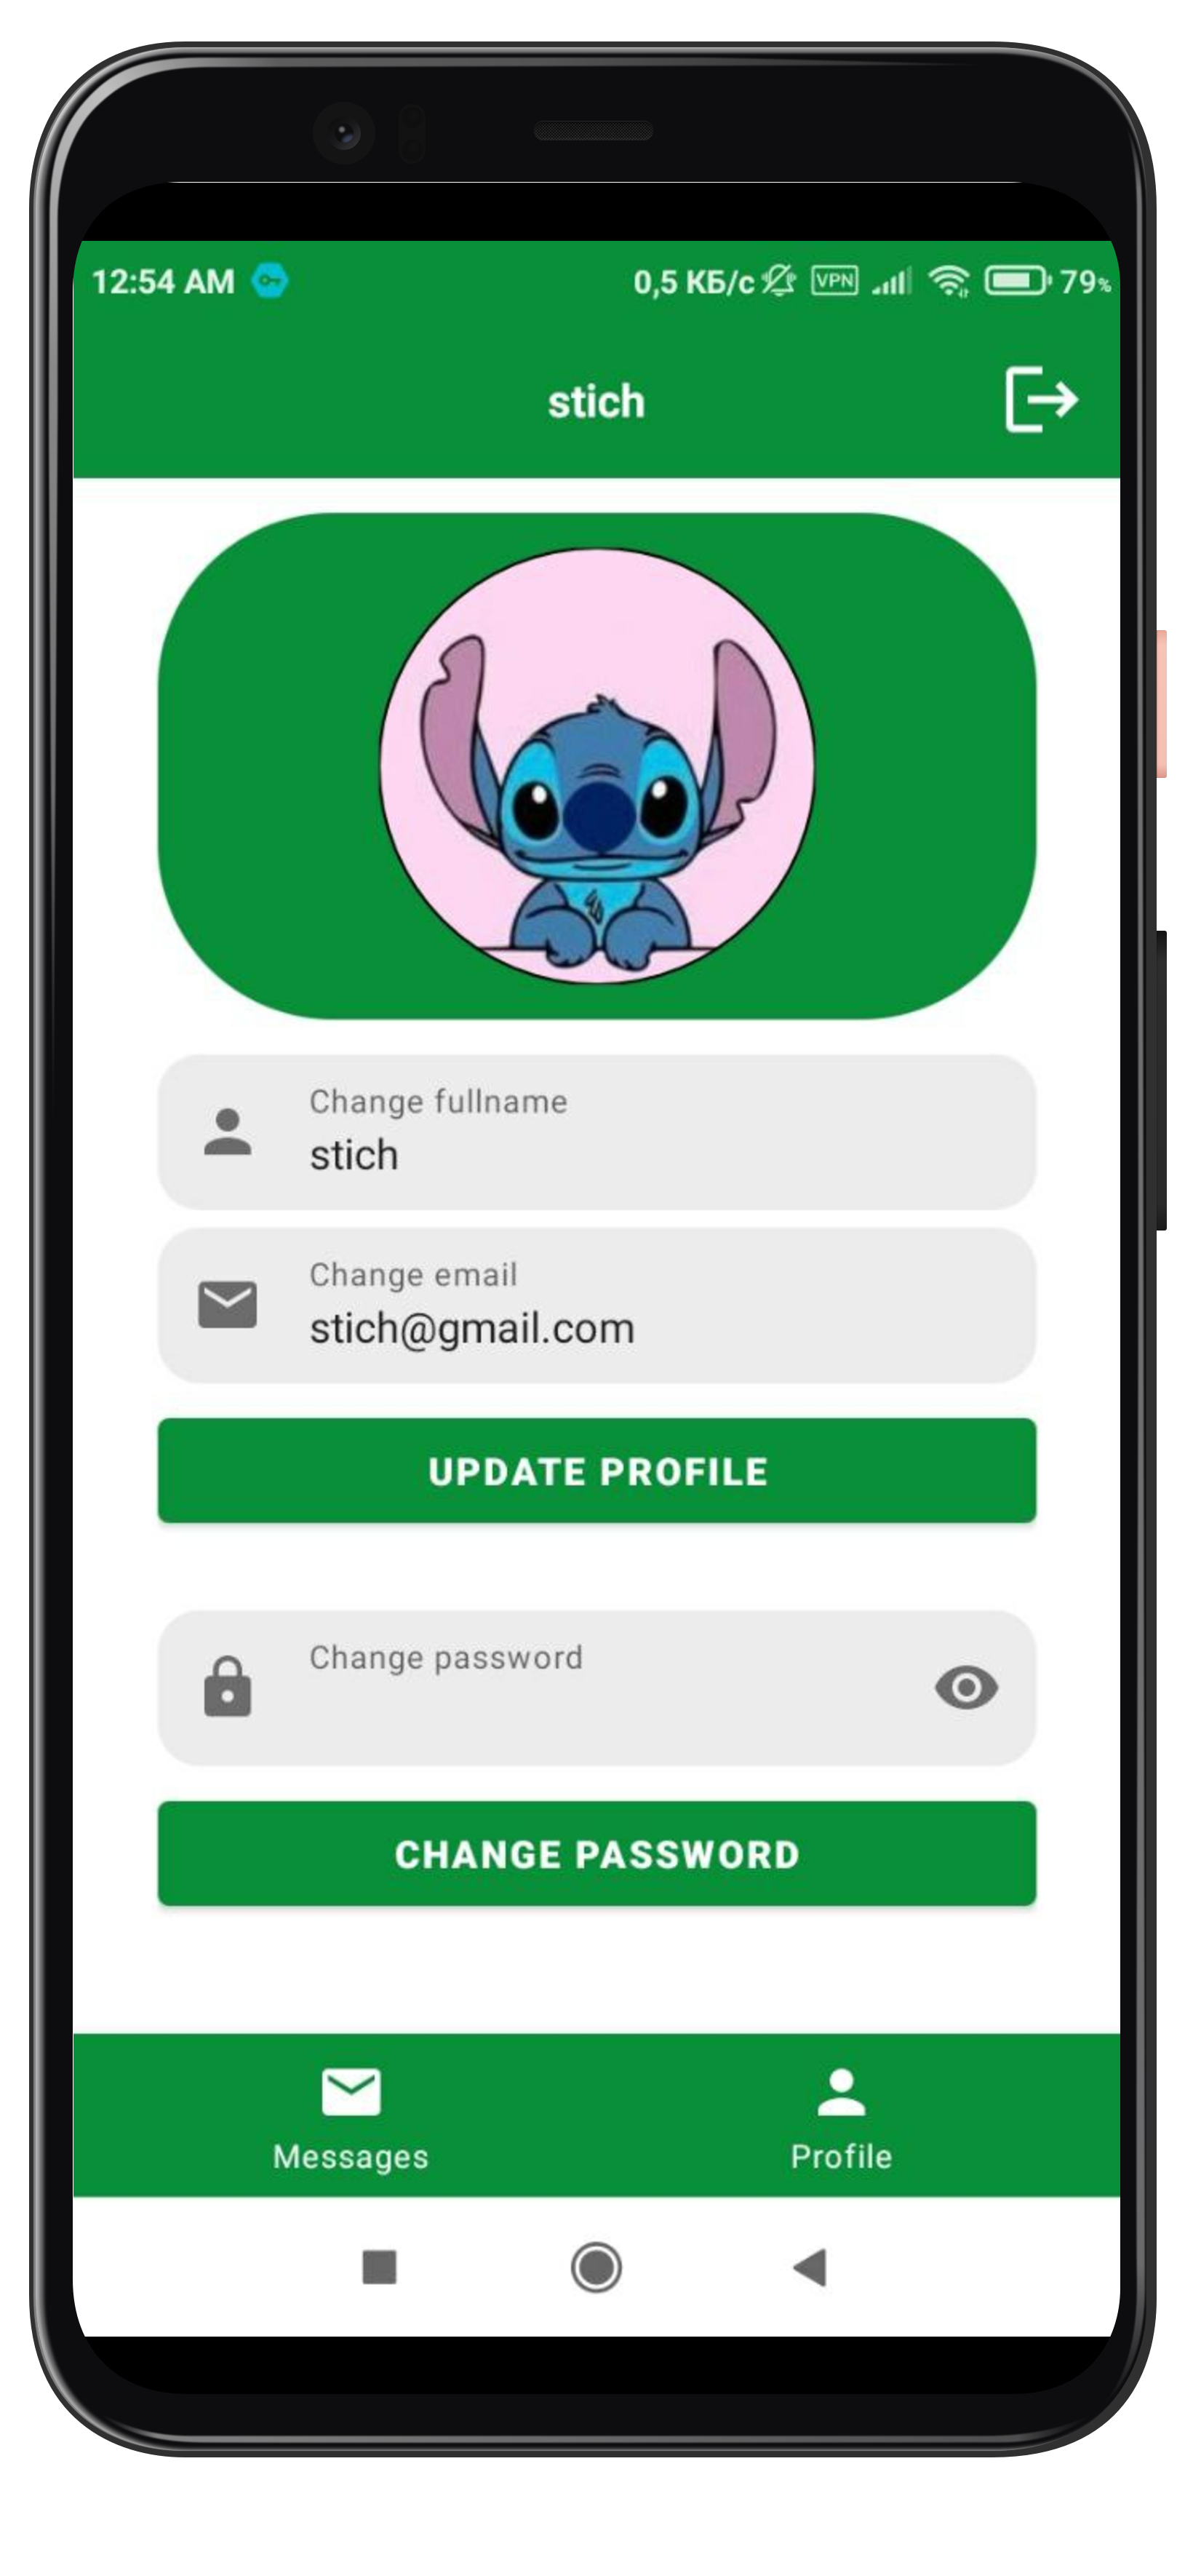 12:54 AM 0,5 КБ/с VPN 79%
stich
Change fullname
stich
Change email
stich@gmail.com
UPDATE PROFILE
Change password
CHANGE PASSWORD
Messages Profile